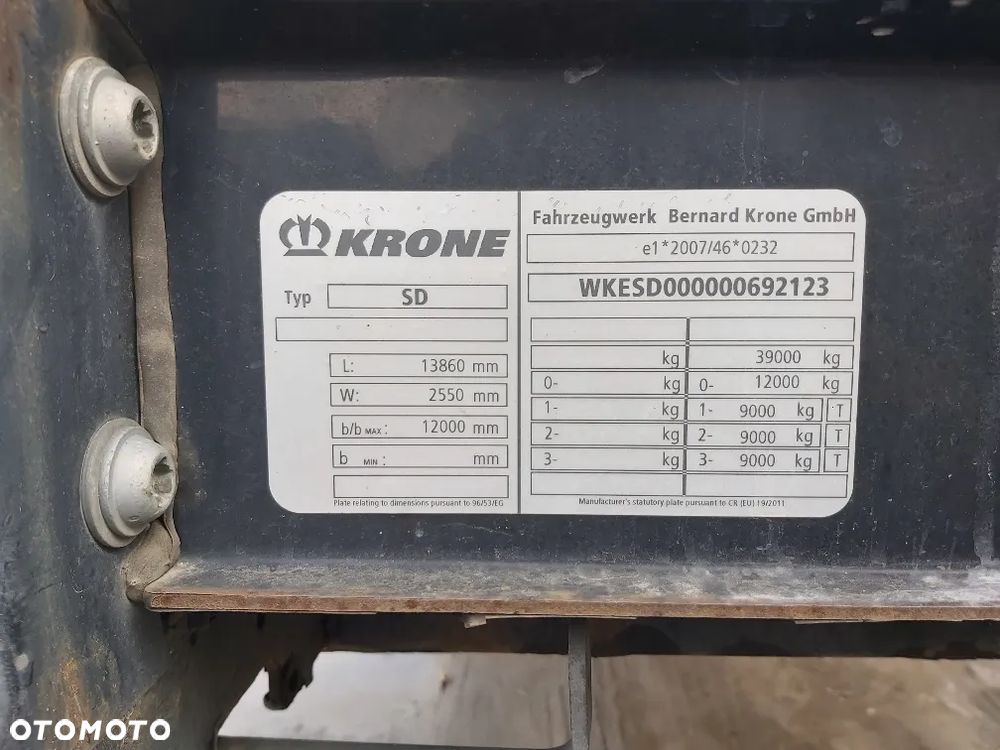 KRONE
Typ SD
L: 13860 mm
W: 2550 mm
b/b MAX : 12000 mm
b MIN : mm
Plate relating to dimensions pursuant to 96/53/EG
Fahrzeugwerk Bernard Krone GmbH
e1*2007/46*0232
WKESD000000692123
kg 39000 kg
0- kg 0- 12000 kg
1- kg 1- 9000 kg T
2- kg 2- 9000 kg T
3- kg 3- 9000 kg T
Manufacturer's statutory plate pursuant to CR (EU) 19/2011
OTOMOTO